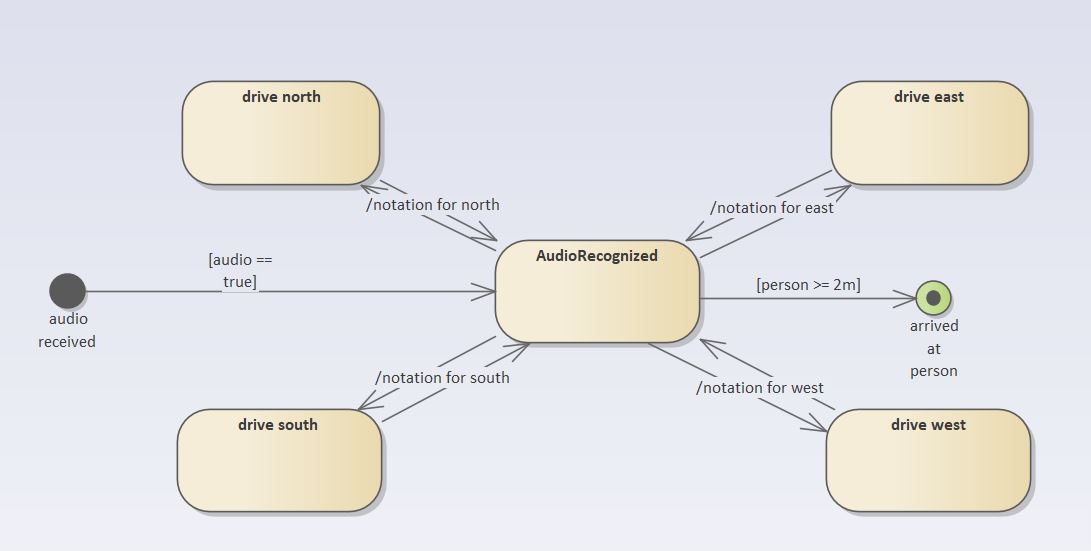 drive north
drive east
/notation for north
/notation for east
AudioRecognized
[audio ==
true]
[person >= 2m]
audio
received
arrived
at
person
/notation for south
/notation for west
drive south
drive west